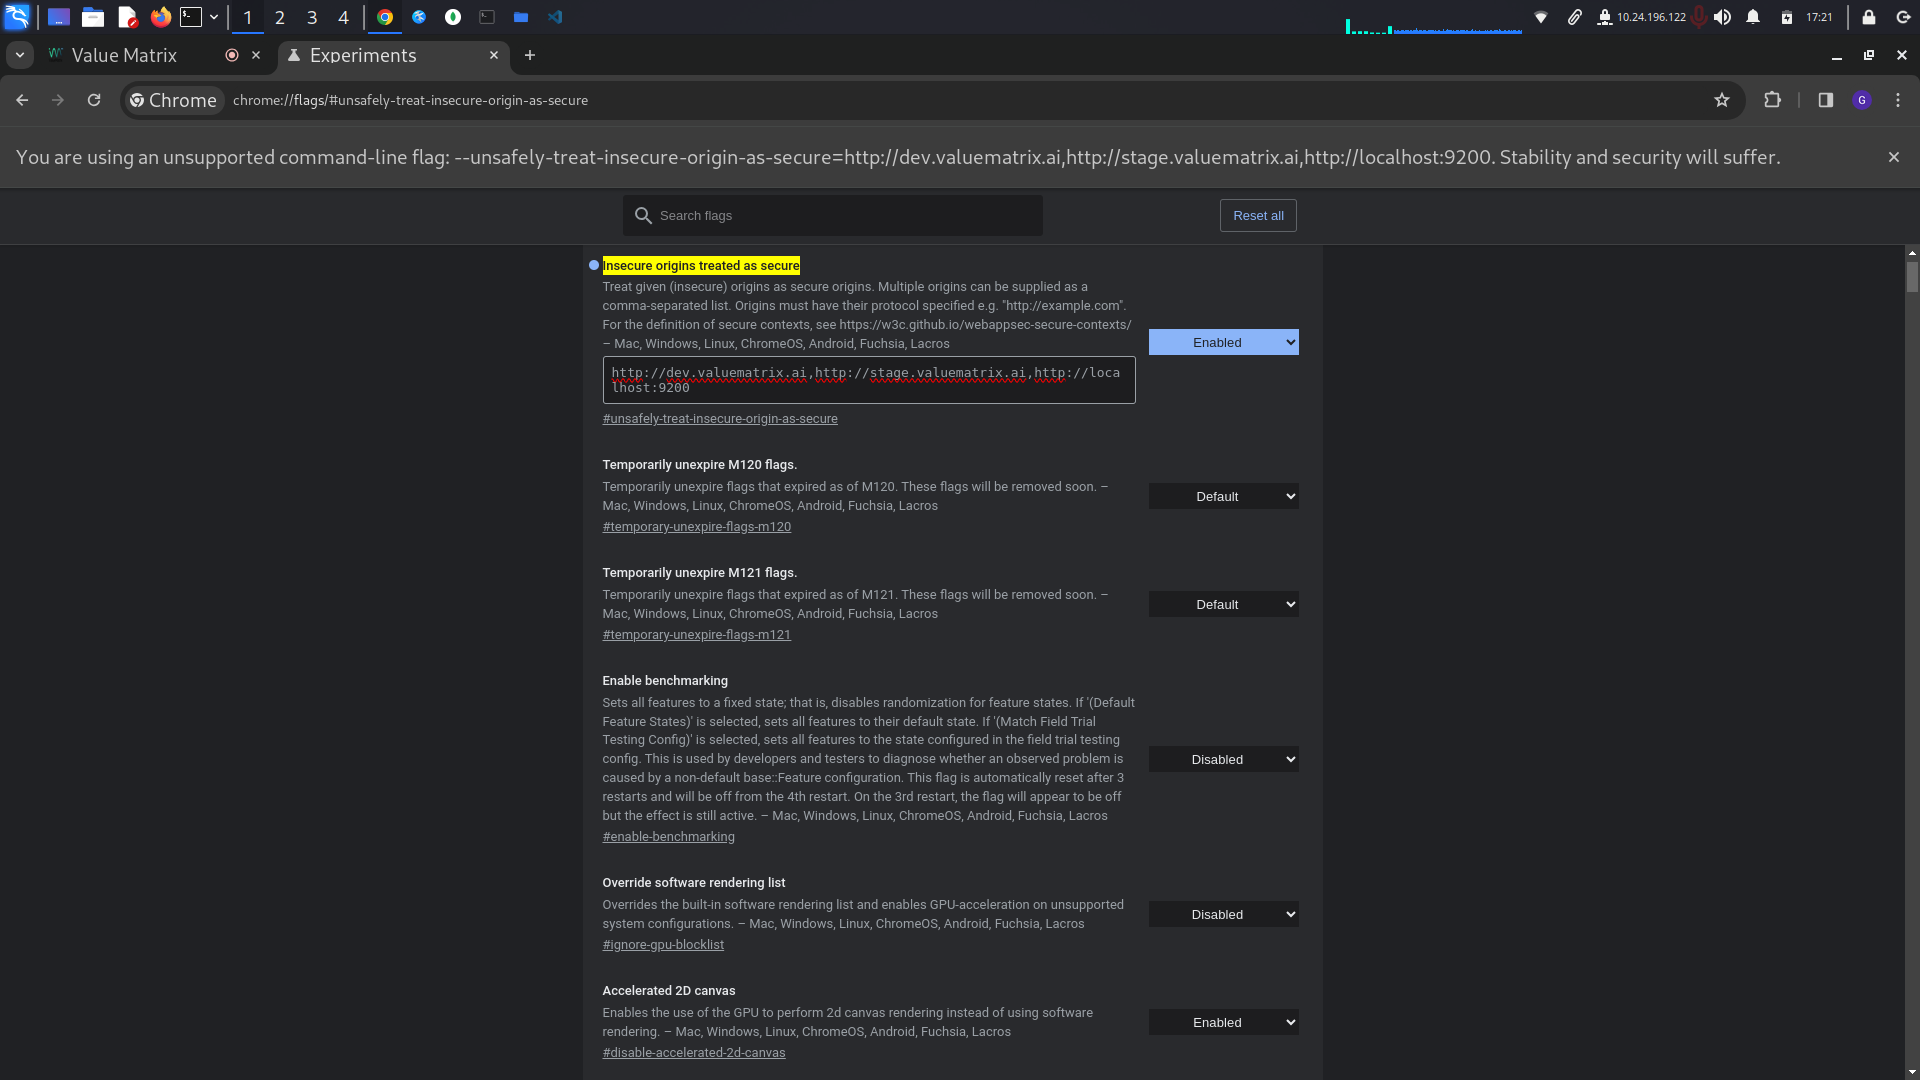 1 2 3 4 10.24.196.122 17:21
Value Matrix Experiments
Chrome chrome://flags/#unsafely-treat-insecure-origin-as-secure G
You are using an unsupported command-line flag: --unsafely-treat-insecure-origin-as-secure=http://dev.valuematrix.ai,http://stage.valuematrix.ai,http://localhost:9200. Stability and security will suffer.
Search flags Reset all
Insecure origins treated as secure
Treat given (insecure) origins as secure origins. Multiple origins can be supplied as a
comma-separated list. Origins must have their protocol specified e.g. "http://example.com".
For the definition of secure contexts, see https://w3c.github.io/webappsec-secure-contexts/
– Mac, Windows, Linux, ChromeOS, Android, Fuchsia, Lacros
Enabled
http://dev.valuematrix.ai,http://stage.valuematrix.ai,http://loca
lhost:9200
#unsafely-treat-insecure-origin-as-secure
Temporarily unexpire M120 flags.
Temporarily unexpire flags that expired as of M120. These flags will be removed soon. –
Mac, Windows, Linux, ChromeOS, Android, Fuchsia, Lacros
#temporary-unexpire-flags-m120
Default
Temporarily unexpire M121 flags.
Temporarily unexpire flags that expired as of M121. These flags will be removed soon. –
Mac, Windows, Linux, ChromeOS, Android, Fuchsia, Lacros
#temporary-unexpire-flags-m121
Default
Enable benchmarking
Sets all features to a fixed state; that is, disables randomization for feature states. If '(Default
Feature States)' is selected, sets all features to their default state. If '(Match Field Trial
Testing Config)' is selected, sets all features to the state configured in the field trial testing
config. This is used by developers and testers to diagnose whether an observed problem is
caused by a non-default base::Feature configuration. This flag is automatically reset after 3
restarts and will be off from the 4th restart. On the 3rd restart, the flag will appear to be off
but the effect is still active. – Mac, Windows, Linux, ChromeOS, Android, Fuchsia, Lacros
#enable-benchmarking
Disabled
Override software rendering list
Overrides the built-in software rendering list and enables GPU-acceleration on unsupported
system configurations. – Mac, Windows, Linux, ChromeOS, Android, Fuchsia, Lacros
#ignore-gpu-blocklist
Disabled
Accelerated 2D canvas
Enables the use of the GPU to perform 2d canvas rendering instead of using software
rendering. – Mac, Windows, Linux, ChromeOS, Android, Fuchsia, Lacros
#disable-accelerated-2d-canvas
Enabled